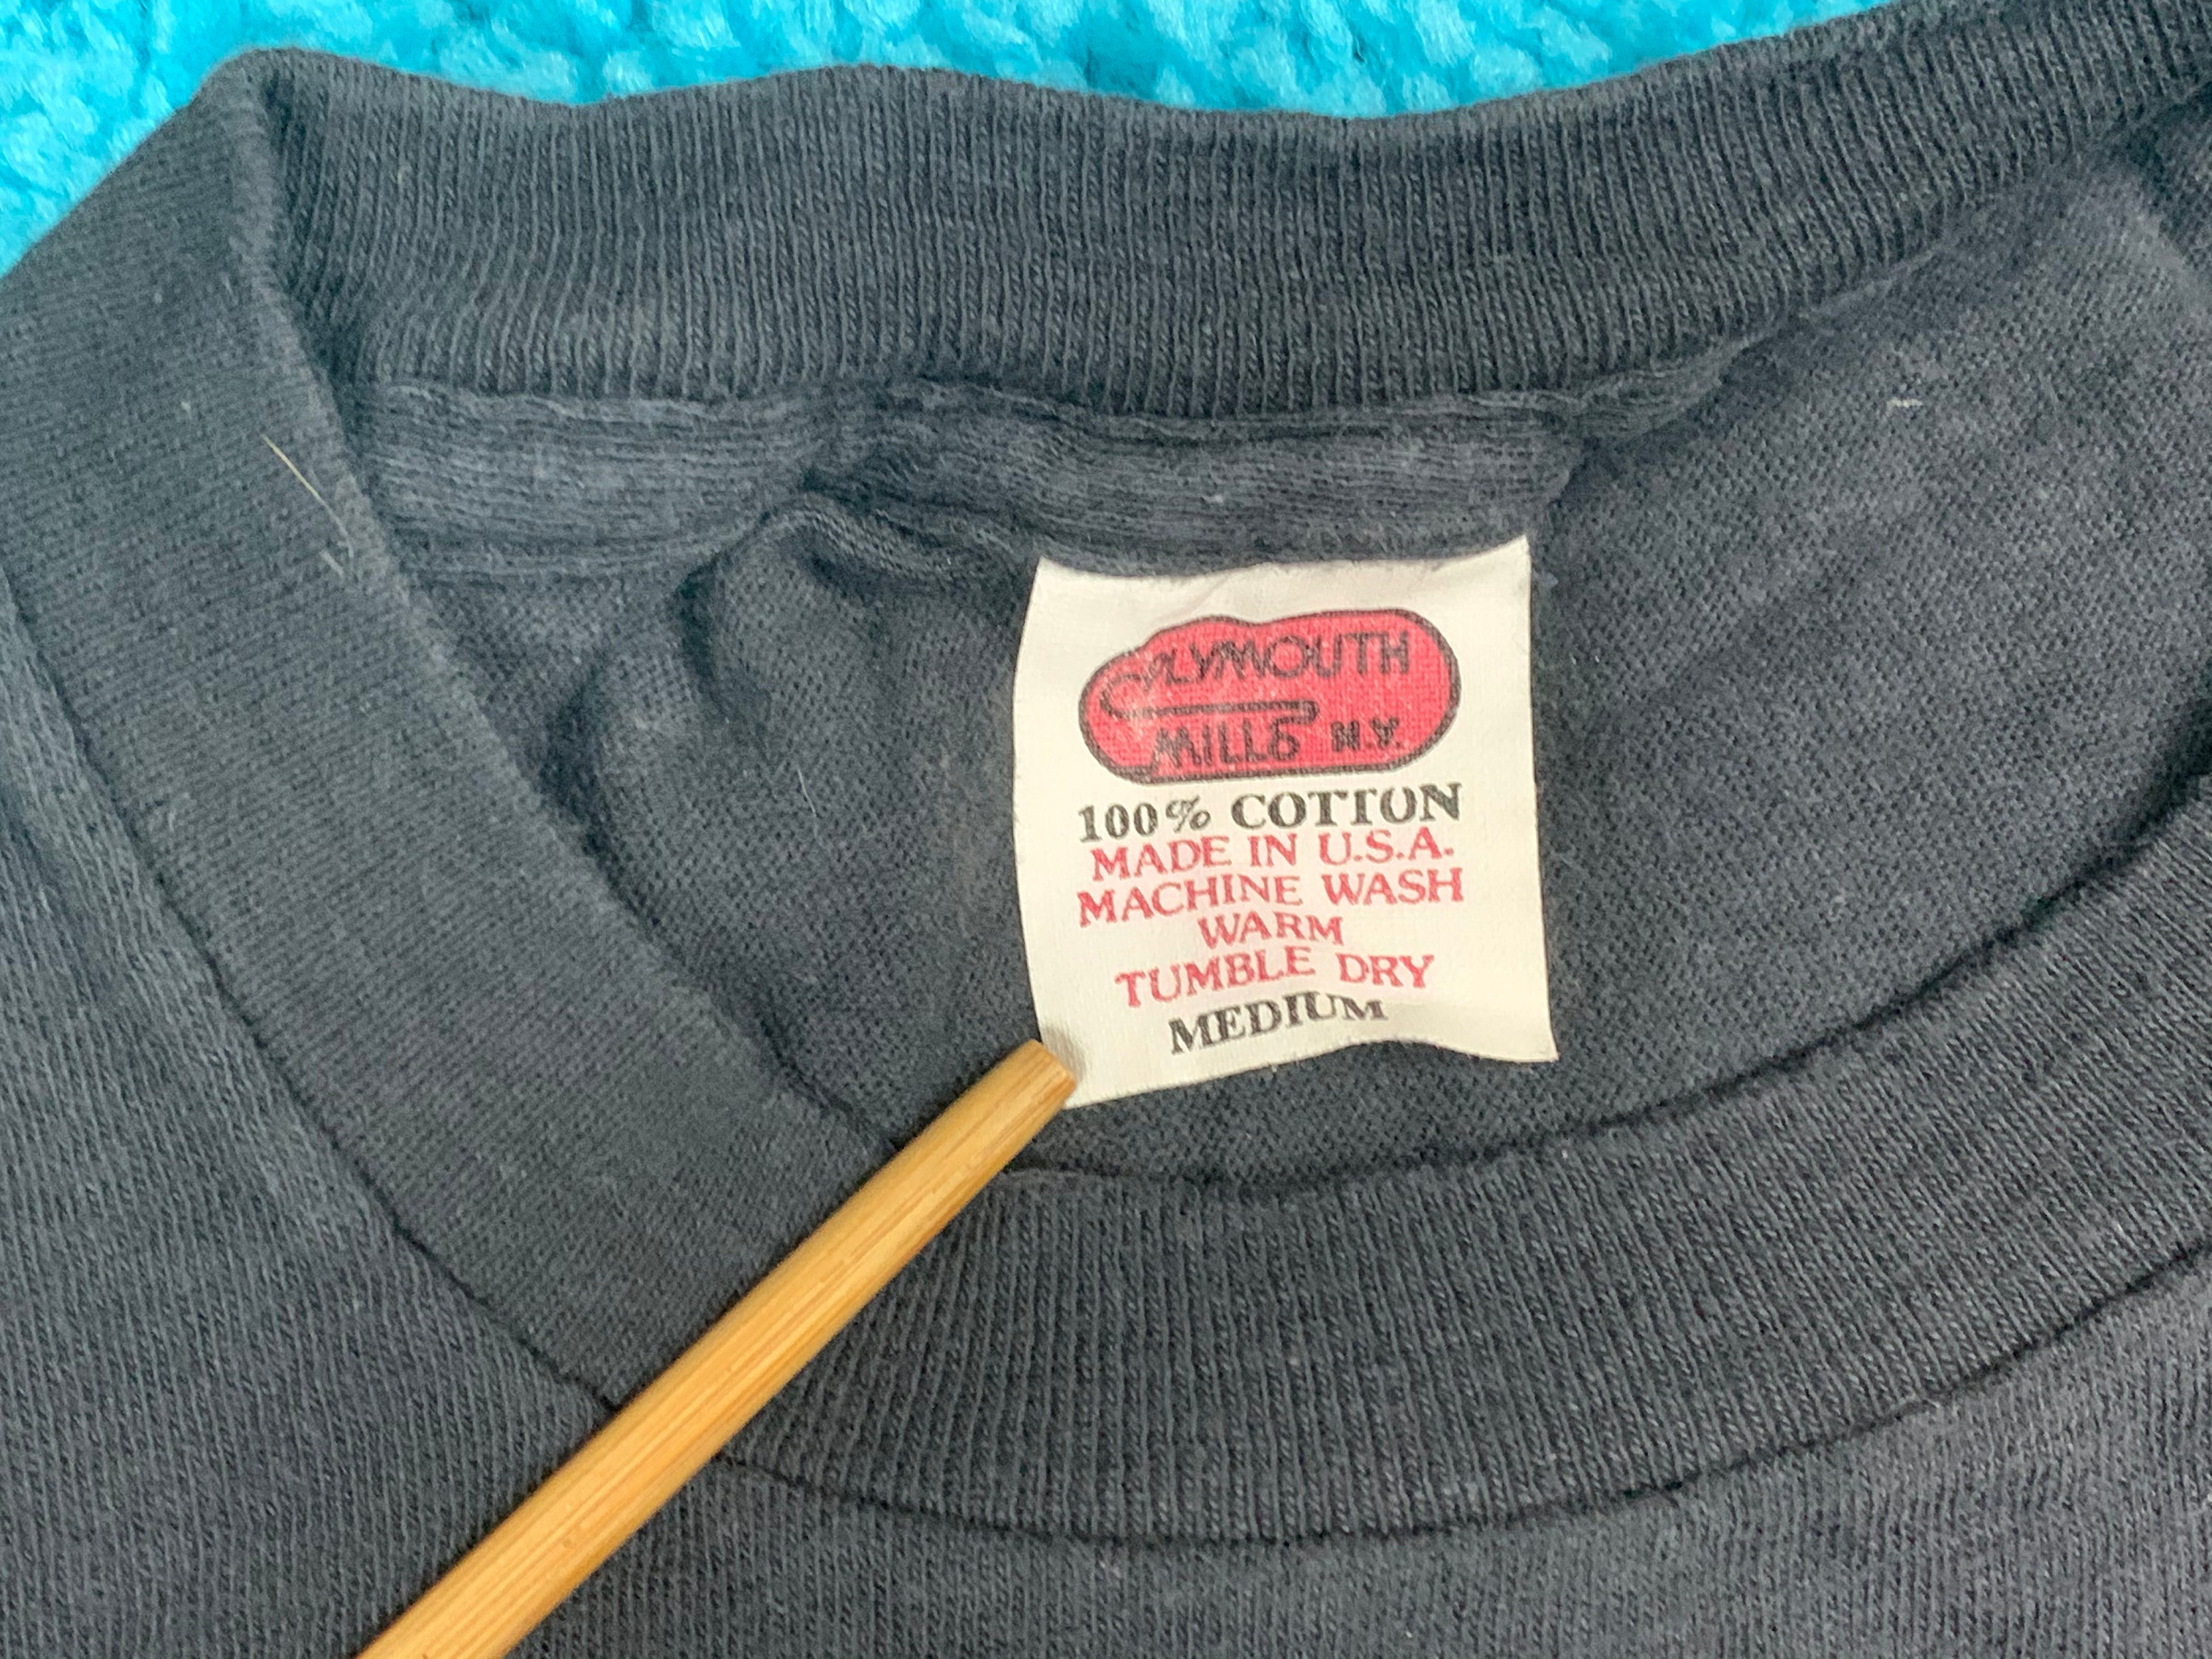 PLYMOUTH
MILLS N.Y.
100% COTTON
MADE IN U.S.A.
MACHINE WASH
WARM
TUMBLE DRY
MEDIUM